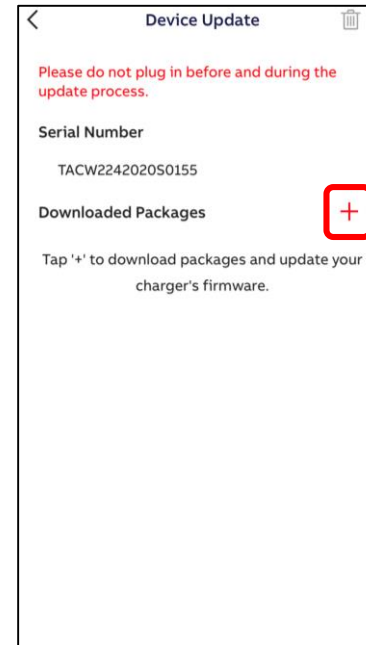 Device Update
Please do not plug in before and during the
update process.
Serial Number
TACW2242020S0155
Downloaded Packages
+
Tap '+' to download packages and update your
charger's firmware.